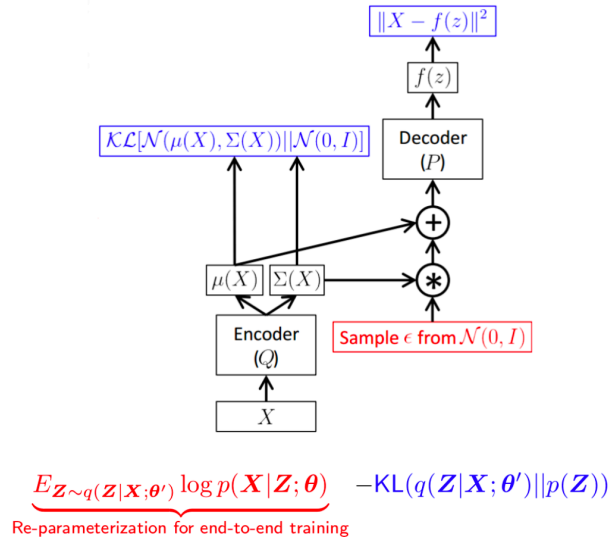 ‖X − f(z)‖²
f(z)
𝒦ℒ[𝒩(μ(X), Σ(X))||𝒩(0, I)]
Decoder
(P)
+
μ(X) Σ(X)
*
Encoder
(Q)
Sample ϵ from 𝒩(0, I)
X
E_{Z∼q(Z|X;θ′)} log p(X|Z; θ) −KL(q(Z|X; θ′)||p(Z))
Re-parameterization for end-to-end training